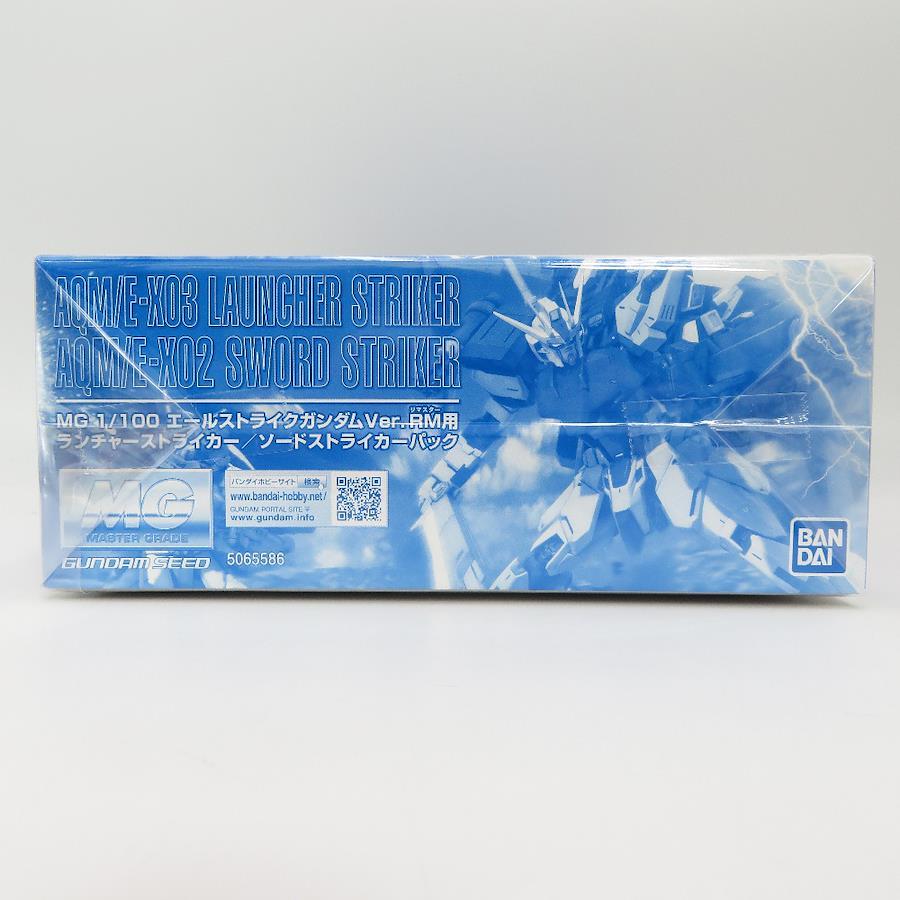 AQM/E-X03 LAUNCHER STRIKER
AQM/E-X02 SWORD STRIKER
リマスター
MG 1/100 エールストライクガンダムVer.RM用
ランチャーストライカー／ソードストライカーパック
MG
MASTER GRADE
GUNDAM SEED
バンダイホビーサイト 検索
www.bandai-hobby.net/
GUNDAM PORTAL SITE
www.gundam.info
5065586
BAN
DAI